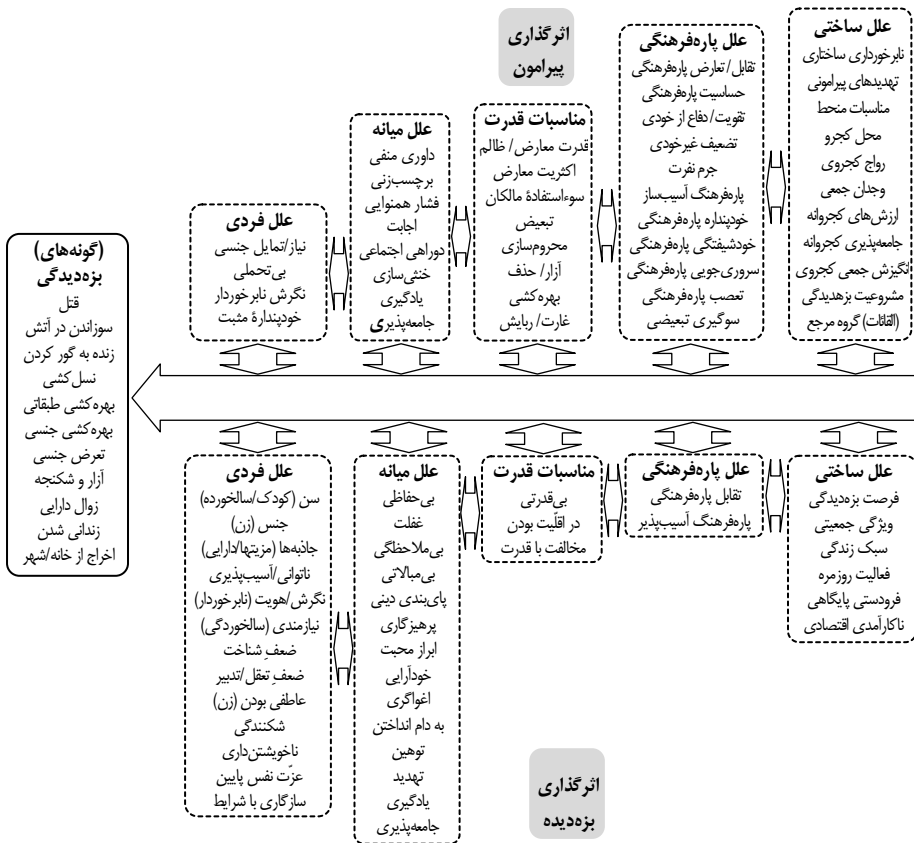 اثرگذاری
پیرامون
علل ساختی
نابرخورداری ساختاری
تهدیدهای پیرامونی
مناسبات منحط
محل کجرو
رواج کجروی
وجدان جمعی
ارزش‌های کجروانه
جامعه‌پذیری کجروانه
انگیزش جمعی کجروی
مشروعیت بزهدیدگی
(القائات) گروه مرجع
علل پاره‌فرهنگی
تقابل/ تعارض پاره‌فرهنگی
حساسیت پاره‌فرهنگی
تقویت/ دفاع از خودی
تضعیف غیرخودی
جرم نفرت
پاره‌فرهنگ آسیب‌ساز
خودپنداره پاره‌فرهنگی
خودشیفتگی پاره‌فرهنگی
سروری‌جویی پاره‌فرهنگی
تعصب پاره‌فرهنگی
سوگیری تبعیضی
مناسبات قدرت
قدرت معارض/ ظالم
اکثریت معارض
سوءاستفادۀ مالکان
تبعیض
محروم‌سازی
آزار/ حذف
بهره‌کشی
غارت/ ربایش
علل میانه
داوری منفی
برچسب‌زنی
فشار همنوایی
اجابت
دوراهی اجتماعی
خنثی‌سازی
یادگیری
جامعه‌پذیری
علل فردی
نیاز/تمایل جنسی
بی‌تحملی
نگرش نابرخوردار
خودپندارۀ مثبت
(گونه‌های)
بزه‌دیدگی
قتل
سوزاندن در آتش
زنده به گور کردن
نسل‌کشی
بهره‌کشی طبقاتی
بهره‌کشی جنسی
تعرض جنسی
آزار و شکنجه
زوال دارایی
زندانی شدن
اخراج از خانه/شهر
علل ساختی
فرصت بزه‌دیدگی
ویژگی جمعیتی
سبک زندگی
فعالیت روزمره
فرودستی پایگاهی
ناکارآمدی اقتصادی
علل پاره‌فرهنگی
تقابل پاره‌فرهنگی
پاره‌فرهنگ آسیب‌پذیر
مناسبات قدرت
بی‌قدرتی
در اقلّیت بودن
مخالفت با قدرت
علل میانه
بی‌حفاظی
غفلت
بی‌ملاحظگی
بی‌مبالاتی
پای‌بندی دینی
پرهیزگاری
ابراز محبت
خودآرایی
اغواگری
به دام انداختن
توهین
تهدید
یادگیری
جامعه‌پذیری
علل فردی
سن (کودک/سالخورده)
جنس (زن)
جاذبه‌ها (مزیتها/دارایی)
ناتوانی/آسیب‌پذیری
نگرش/هویت (نابرخوردار)
نیازمندی (سالخوردگی)
ضعفِ شناخت
ضعفِ تعقل/تدبیر
عاطفی بودن (زن)
شکنندگی
ناخویشتن‌داری
عزّت نفس پایین
سازگاری با شرایط
اثرگذاری
بزه‌دیده